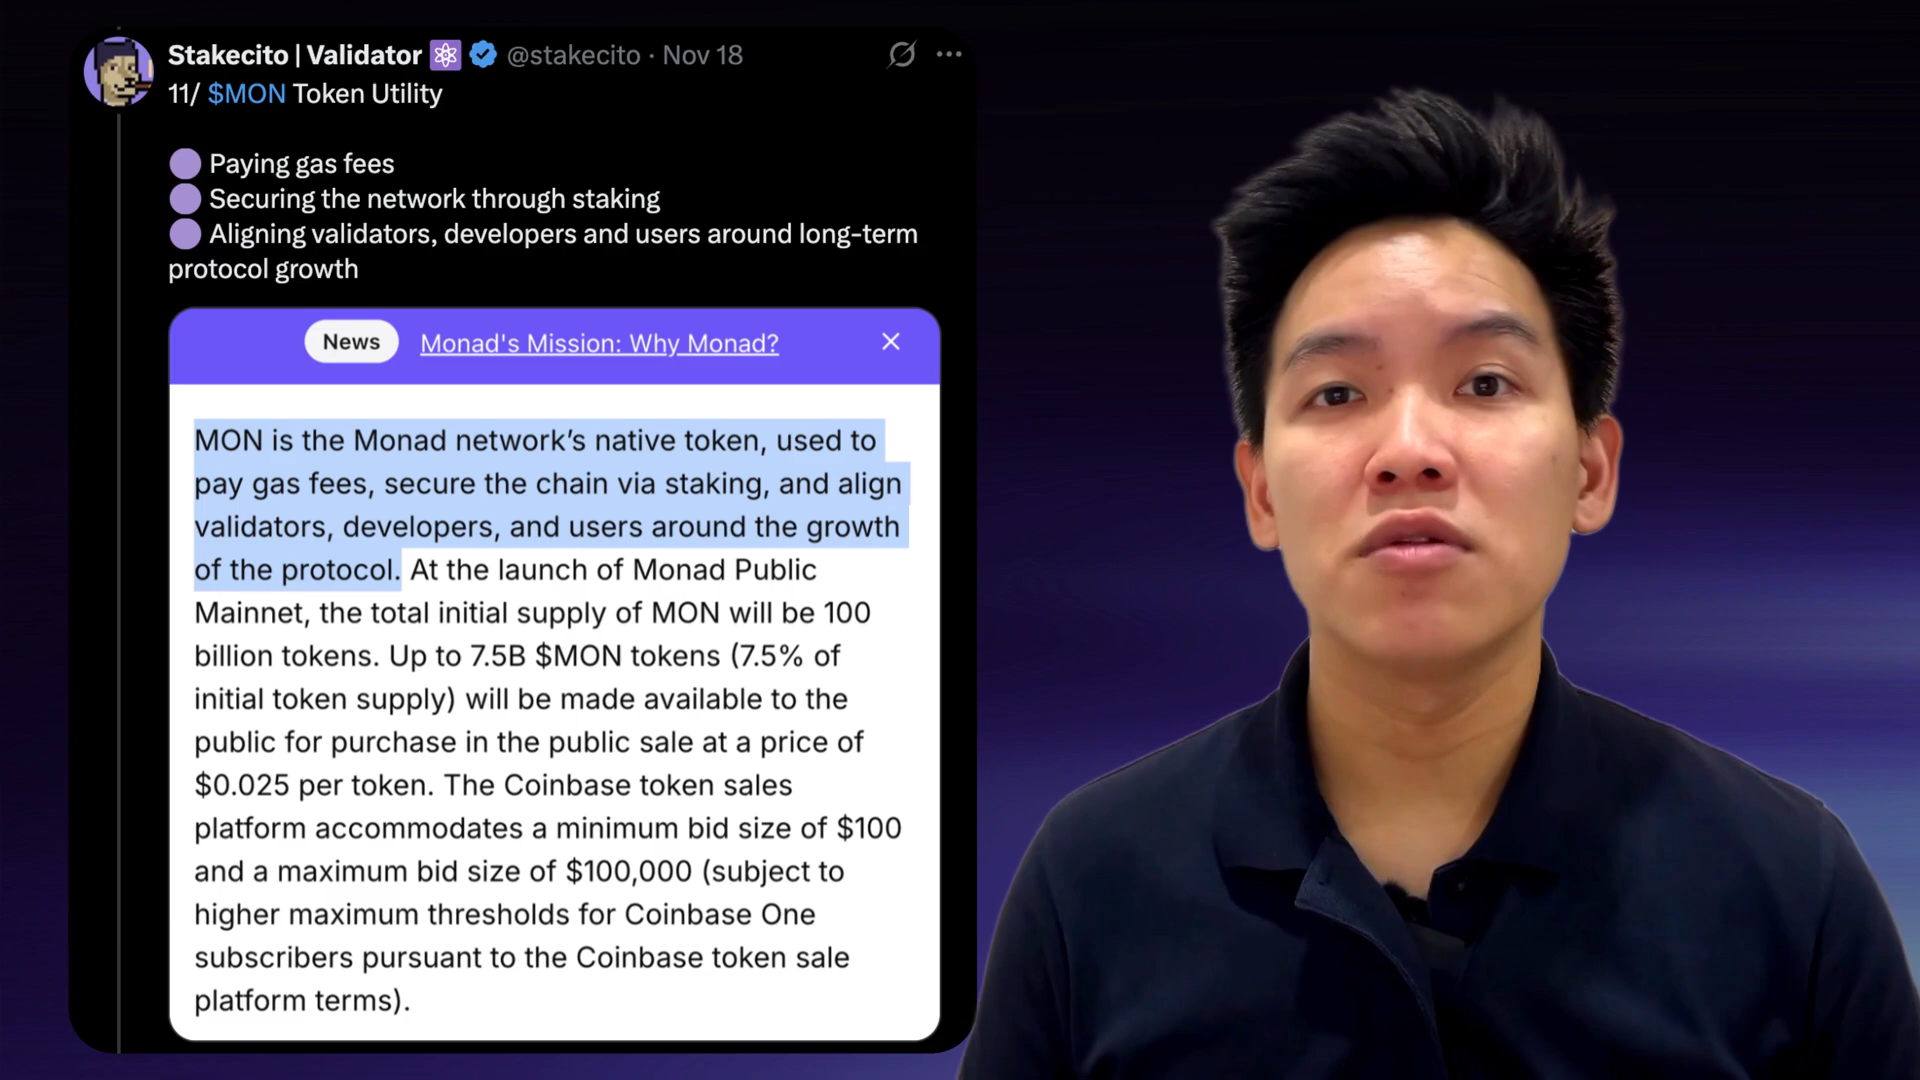 Stakecito | Validator @stakecito · Nov 18
11/ $MON Token Utility
Paying gas fees
Securing the network through staking
Aligning validators, developers and users around long-term
protocol growth
News Monad's Mission: Why Monad?
MON is the Monad network’s native token, used to
pay gas fees, secure the chain via staking, and align
validators, developers, and users around the growth
of the protocol. At the launch of Monad Public
Mainnet, the total initial supply of MON will be 100
billion tokens. Up to 7.5B $MON tokens (7.5% of
initial token supply) will be made available to the
public for purchase in the public sale at a price of
$0.025 per token. The Coinbase token sales
platform accommodates a minimum bid size of $100
and a maximum bid size of $100,000 (subject to
higher maximum thresholds for Coinbase One
subscribers pursuant to the Coinbase token sale
platform terms).